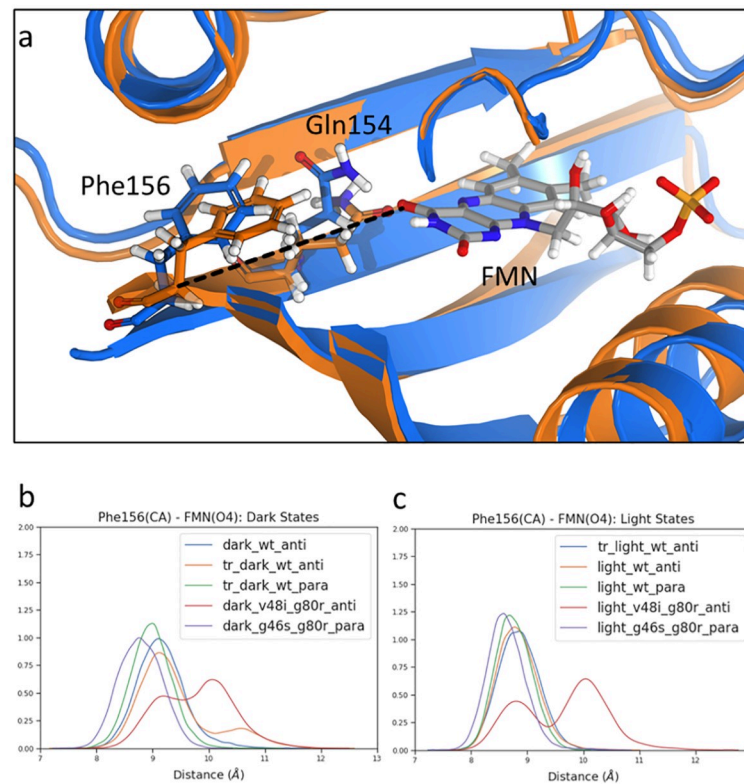 a
Gln154
Phe156
FMN
b
Phe156(CA) - FMN(O4): Dark States
2.00
1.75
1.50
1.25
1.00
0.75
0.50
0.25
0.00
dark_wt_anti
tr_dark_wt_anti
tr_dark_wt_para
dark_v48i_g80r_anti
dark_g46s_g80r_para
7 8 9 10 11 12 13
Distance (Å)
c
Phe156(CA) - FMN(O4): Light States
2.00
1.75
1.50
1.25
1.00
0.75
0.50
0.25
0.00
tr_light_wt_anti
light_wt_anti
light_wt_para
light_v48i_g80r_anti
light_g46s_g80r_para
7 8 9 10 11 12
Distance (Å)